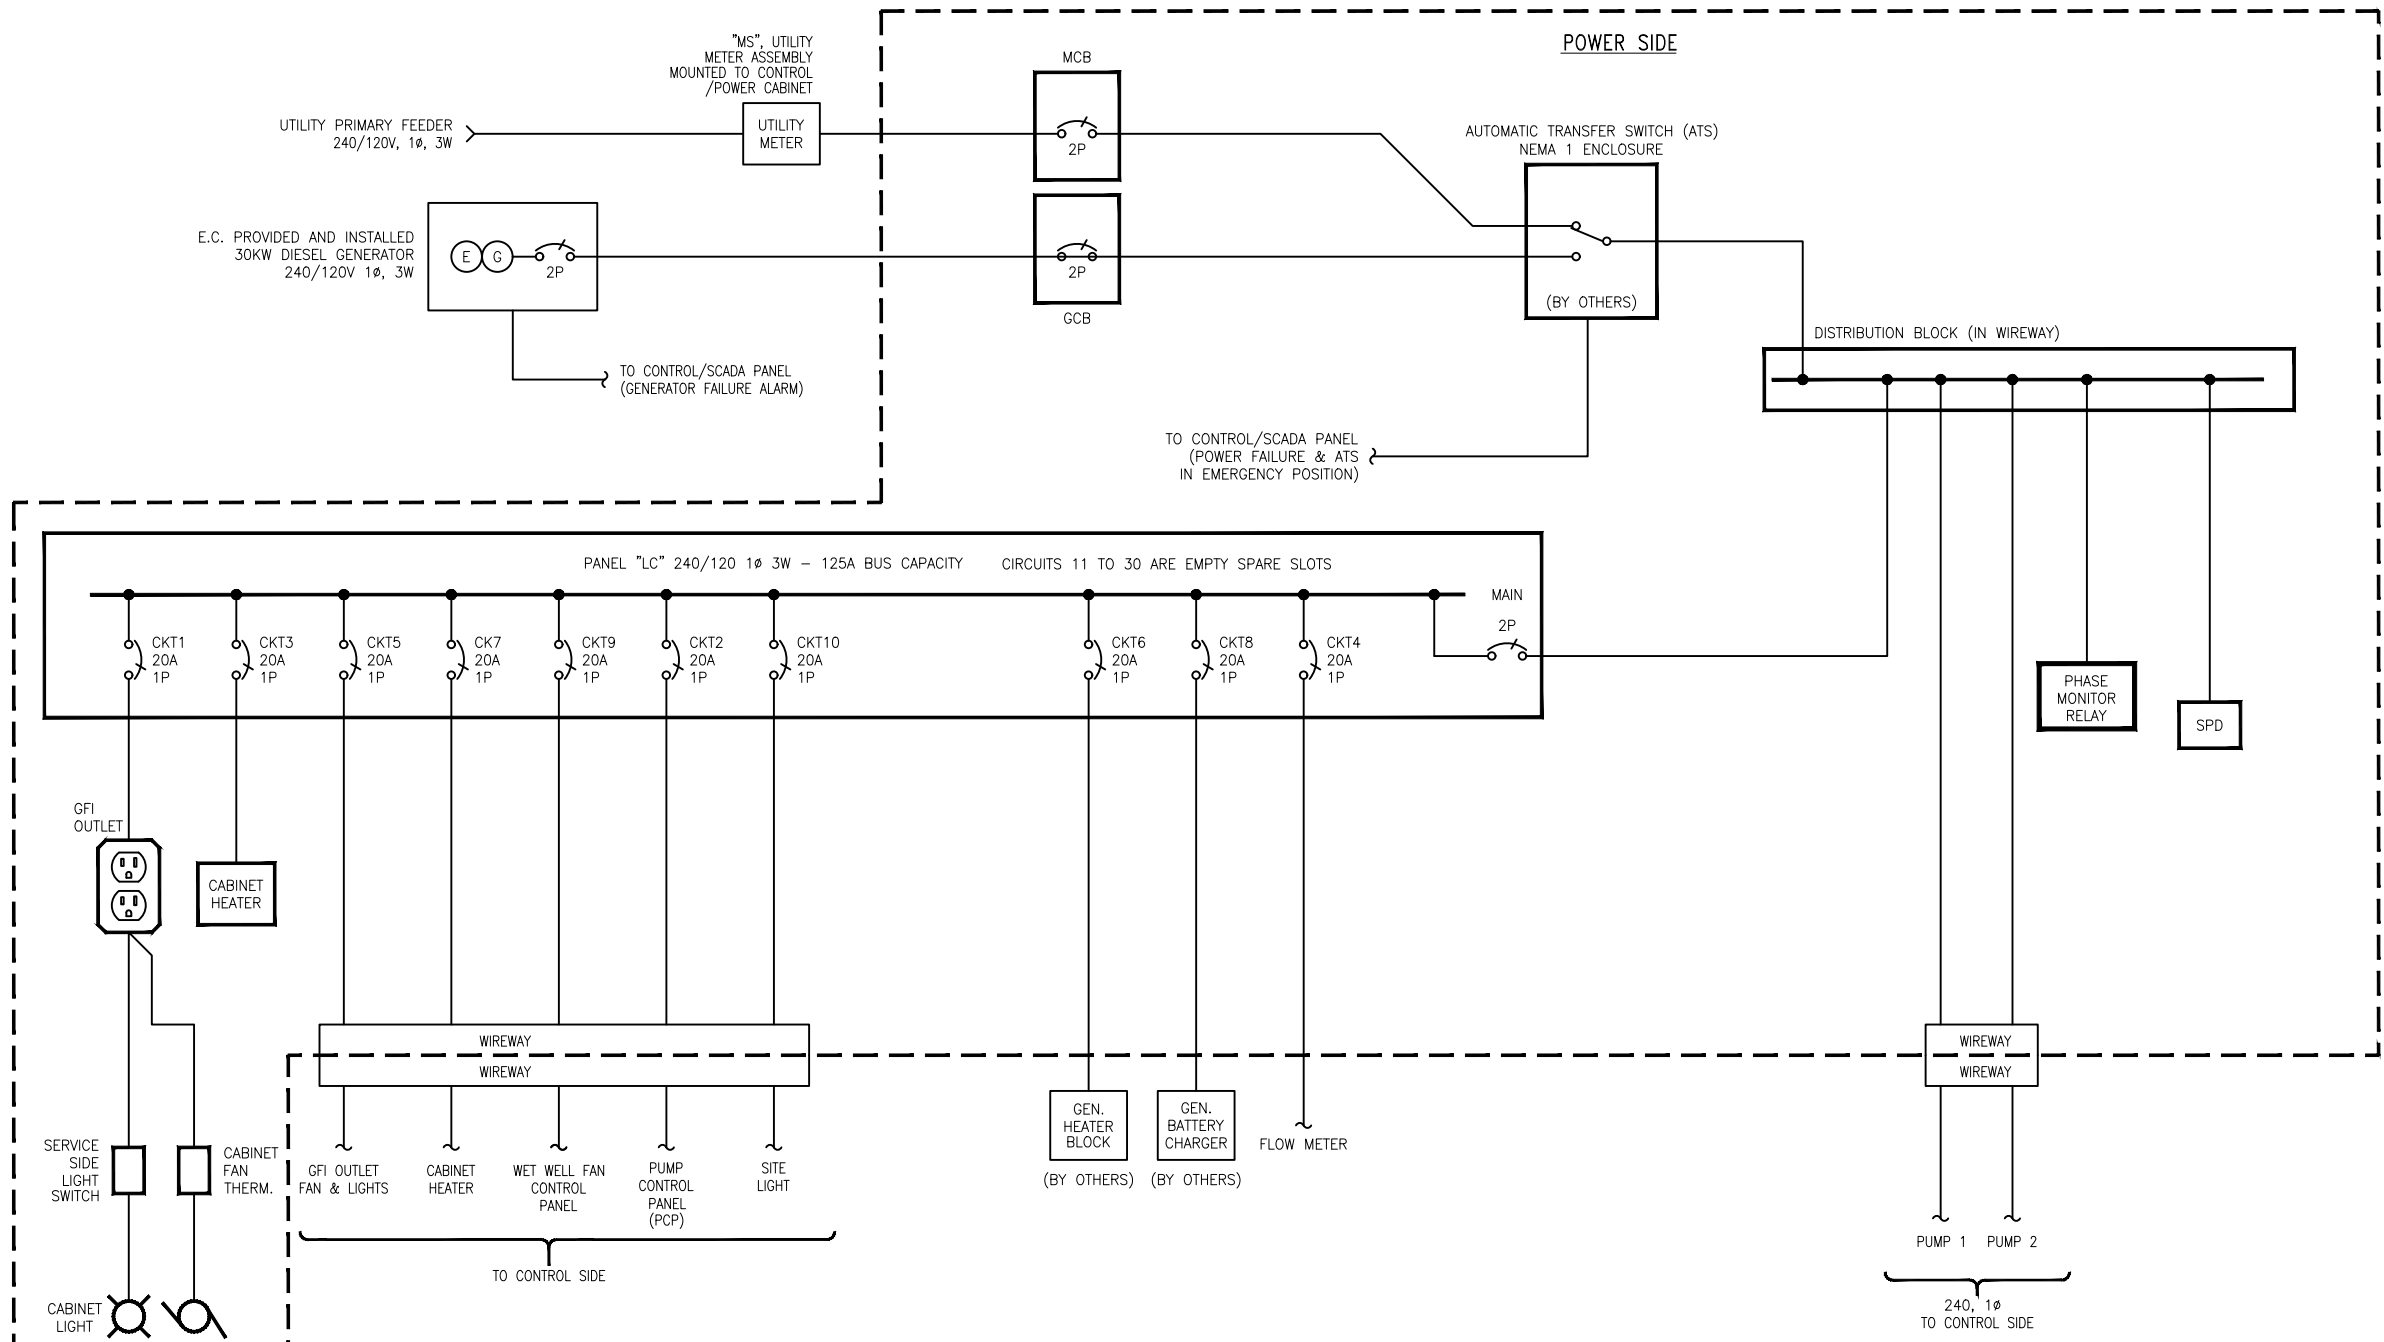 POWER SIDE
"MS", UTILITY
METER ASSEMBLY
MOUNTED TO CONTROL
/POWER CABINET
MCB
UTILITY PRIMARY FEEDER
240/120V, 1ø, 3W
UTILITY
METER
2P
AUTOMATIC TRANSFER SWITCH (ATS)
NEMA 1 ENCLOSURE
E.C. PROVIDED AND INSTALLED
30KW DIESEL GENERATOR
240/120V 1ø, 3W
E
G
2P
2P
GCB
(BY OTHERS)
DISTRIBUTION BLOCK (IN WIREWAY)
TO CONTROL/SCADA PANEL
(GENERATOR FAILURE ALARM)
TO CONTROL/SCADA PANEL
(POWER FAILURE & ATS
IN EMERGENCY POSITION)
PANEL "LC" 240/120 1ø 3W – 125A BUS CAPACITY
CIRCUITS 11 TO 30 ARE EMPTY SPARE SLOTS
MAIN
2P
CKT1
20A
1P
CKT3
20A
1P
CKT5
20A
1P
CK7
20A
1P
CKT9
20A
1P
CKT2
20A
1P
CKT10
20A
1P
CKT6
20A
1P
CKT8
20A
1P
CKT4
20A
1P
PHASE
MONITOR
RELAY
SPD
GFI
OUTLET
CABINET
HEATER
WIREWAY
WIREWAY
WIREWAY
WIREWAY
SERVICE
SIDE
LIGHT
SWITCH
CABINET
FAN
THERM.
GFI OUTLET
FAN & LIGHTS
CABINET
HEATER
WET WELL FAN
CONTROL
PANEL
PUMP
CONTROL
PANEL
(PCP)
SITE
LIGHT
GEN.
HEATER
BLOCK
(BY OTHERS)
GEN.
BATTERY
CHARGER
(BY OTHERS)
FLOW METER
PUMP 1
PUMP 2
TO CONTROL SIDE
240, 1ø
TO CONTROL SIDE
CABINET
LIGHT